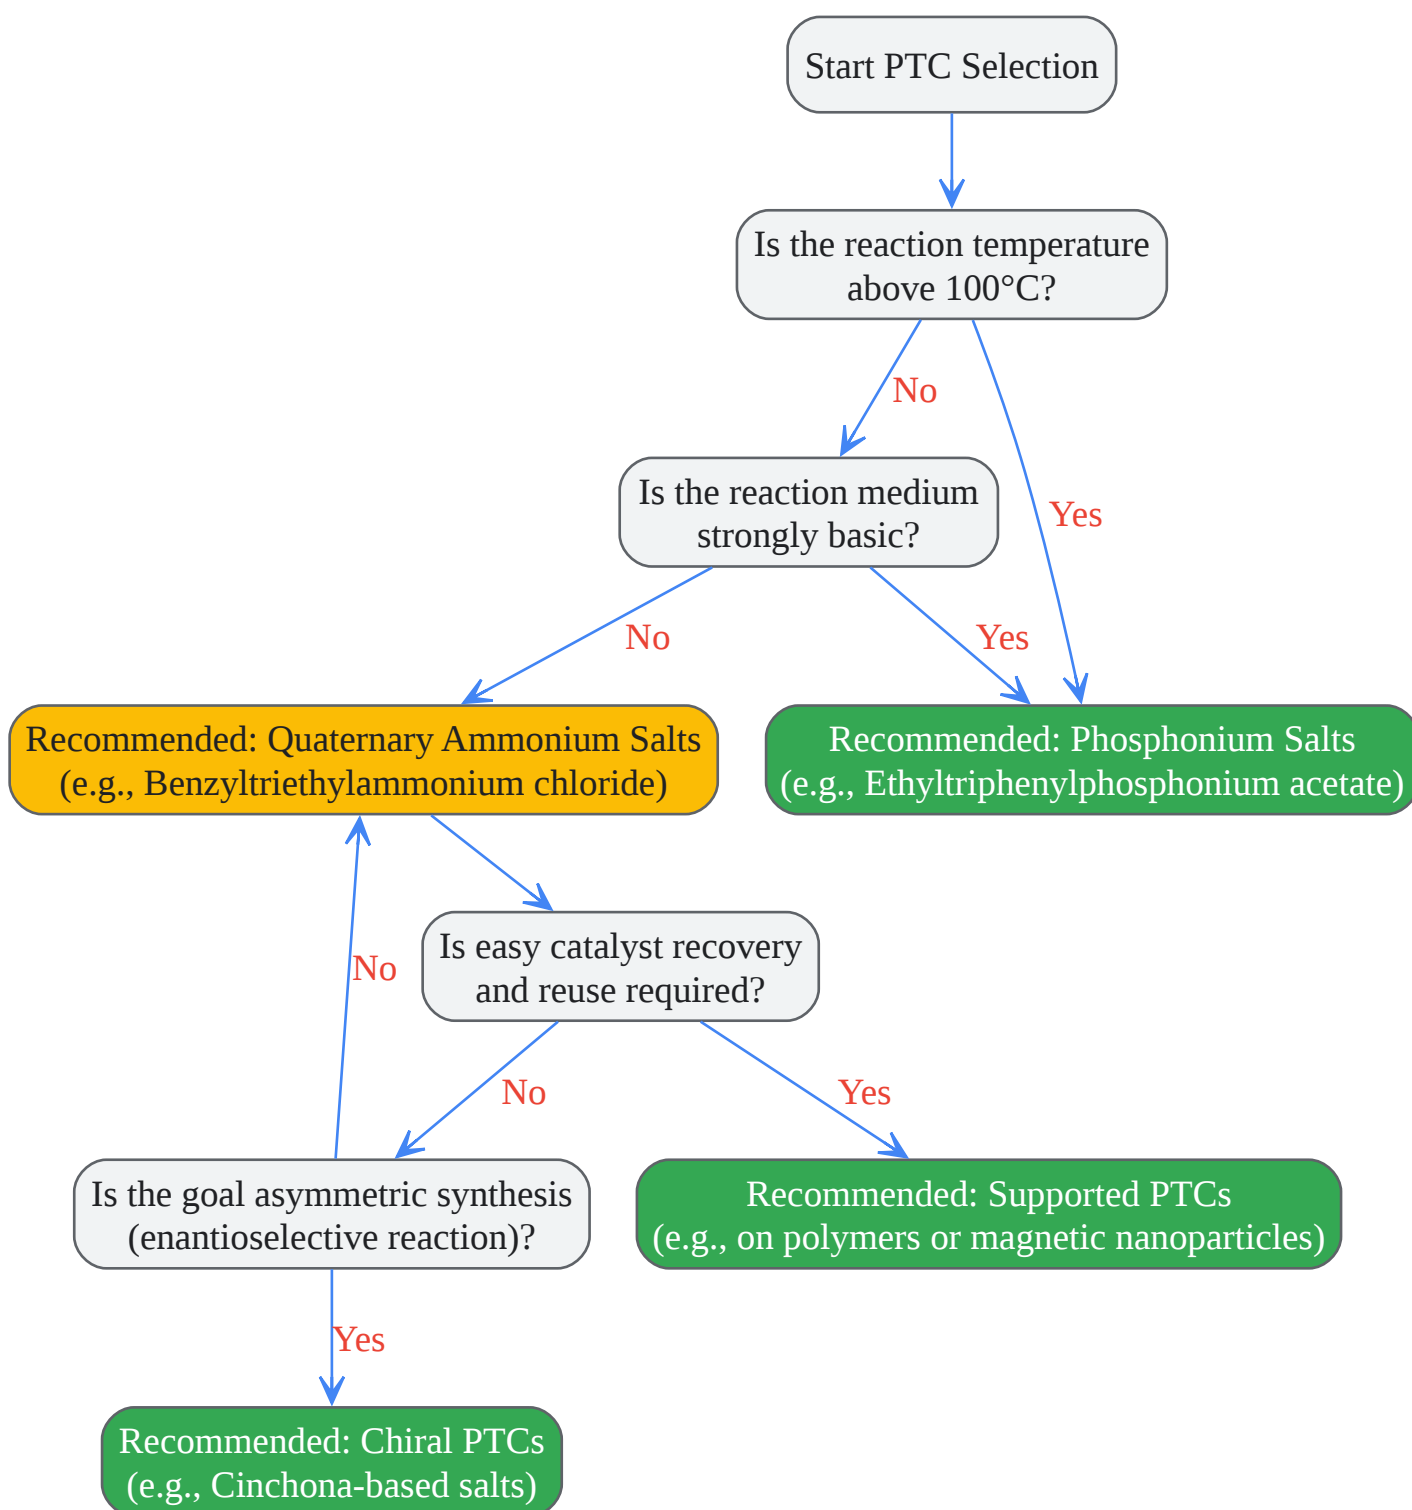 Start PTC Selection
Is the reaction temperature
above 100°C?
No
Is the reaction medium
strongly basic?
Yes
No
Yes
Recommended: Quaternary Ammonium Salts
(e.g., Benzyltriethylammonium chloride)
Recommended: Phosphonium Salts
(e.g., Ethyltriphenylphosphonium acetate)
Is easy catalyst recovery
and reuse required?
No
No
Yes
Is the goal asymmetric synthesis
(enantioselective reaction)?
Recommended: Supported PTCs
(e.g., on polymers or magnetic nanoparticles)
Yes
Recommended: Chiral PTCs
(e.g., Cinchona-based salts)